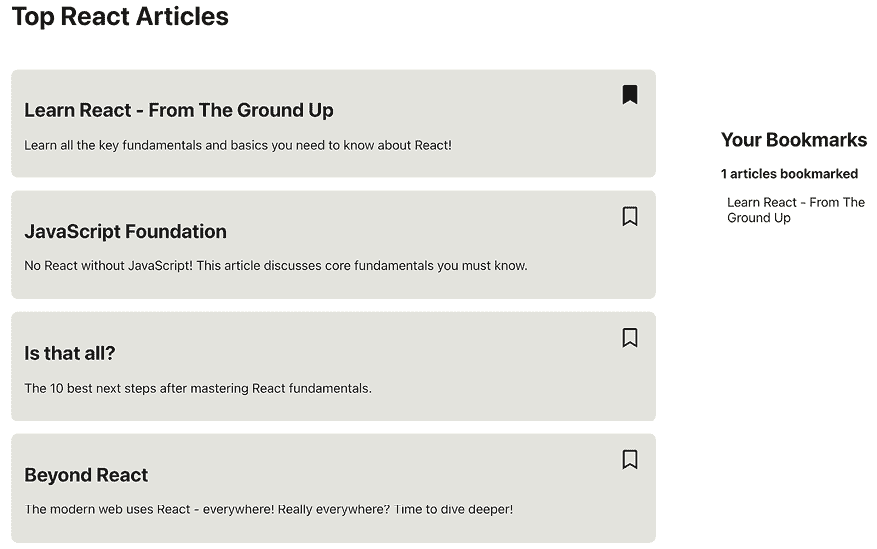 Top React Articles
Learn React - From The Ground Up
Learn all the key fundamentals and basics you need to know about React!
JavaScript Foundation
No React without JavaScript! This article discusses core fundamentals you must know.
Is that all?
The 10 best next steps after mastering React fundamentals.
Beyond React
The modern web uses React - everywhere! Really everywhere? Time to dive deeper!
Your Bookmarks
1 articles bookmarked
Learn React - From The
Ground Up